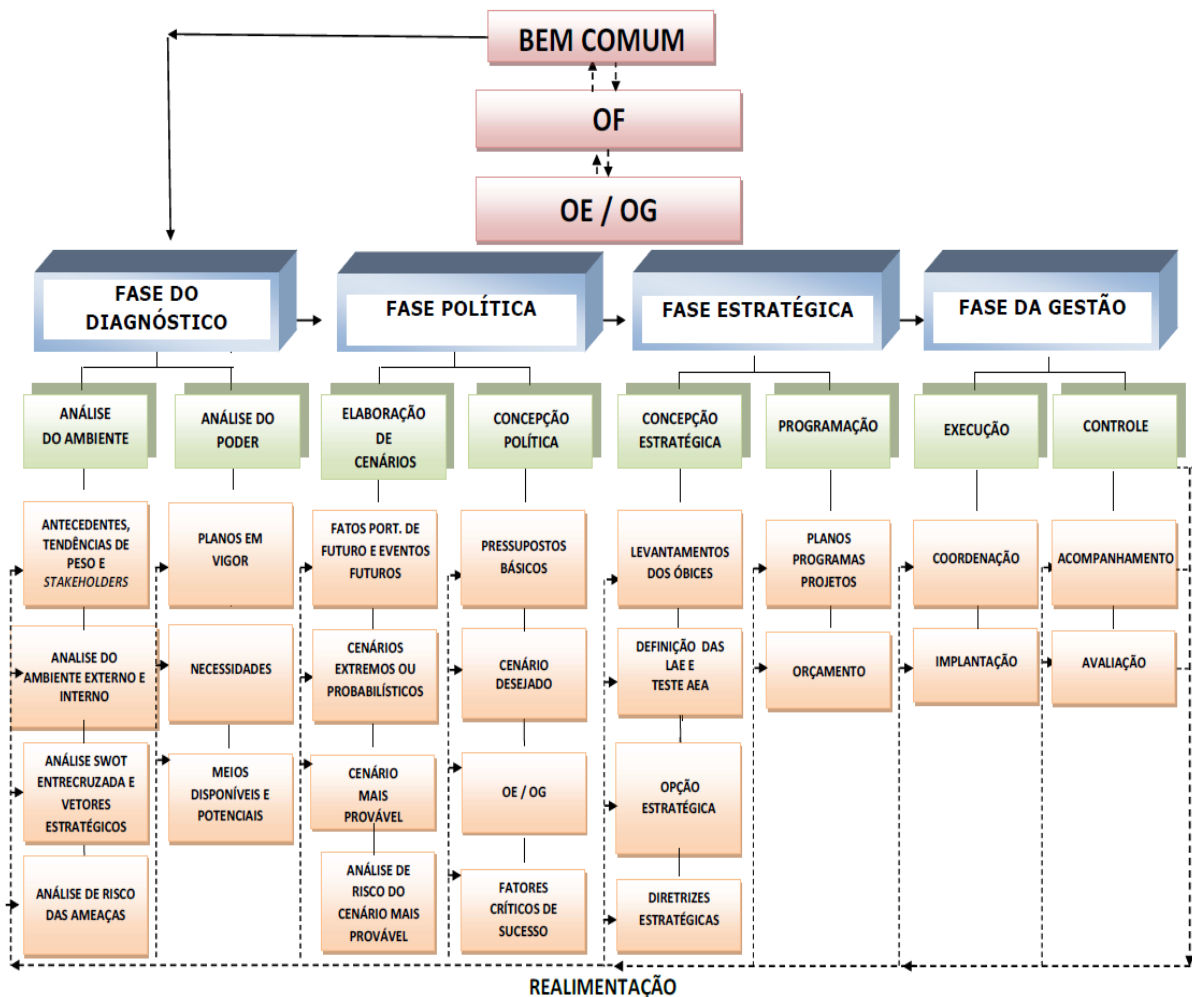 BEM COMUM
OF
OE / OG
FASE DO
DIAGNÓSTICO
FASE POLÍTICA
FASE ESTRATÉGICA
FASE DA GESTÃO
ANÁLISE
DO AMBIENTE
ANÁLISE DO
PODER
ELABORAÇÃO
DE
CENÁRIOS
CONCEPÇÃO
POLÍTICA
CONCEPÇÃO
ESTRATÉGICA
PROGRAMAÇÃO
EXECUÇÃO
CONTROLE
ANTECEDENTES,
TENDÊNCIAS DE
PESO E
STAKEHOLDERS
PLANOS EM
VIGOR
FATOS PORT. DE
FUTURO E EVENTOS
FUTUROS
PRESSUPOSTOS
BÁSICOS
LEVANTAMENTOS
DOS ÓBICES
PLANOS
PROGRAMAS
PROJETOS
COORDENAÇÃO
ACOMPANHAMENTO
ANALISE DO
AMBIENTE EXTERNO E
INTERNO
NECESSIDADES
CENÁRIOS
EXTREMOS OU
PROBABILÍSTICOS
CENÁRIO
DESEJADO
DEFINIÇÃO DAS
LAE E
TESTE AEA
ORÇAMENTO
IMPLANTAÇÃO
AVALIAÇÃO
ANÁLISE SWOT
ENTRECRUZADA E
VETORES
ESTRATÉGICOS
MEIOS
DISPONÍVEIS E
POTENCIAIS
CENÁRIO
MAIS
PROVÁVEL
OE / OG
OPÇÃO
ESTRATÉGICA
ANÁLISE DE RISCO
DAS AMEAÇAS
ANÁLISE DE
RISCO DO
CENÁRIO MAIS
PROVÁVEL
FATORES
CRÍTICOS DE
SUCESSO
DIRETRIZES
ESTRATÉGICAS
REALIMENTAÇÃO